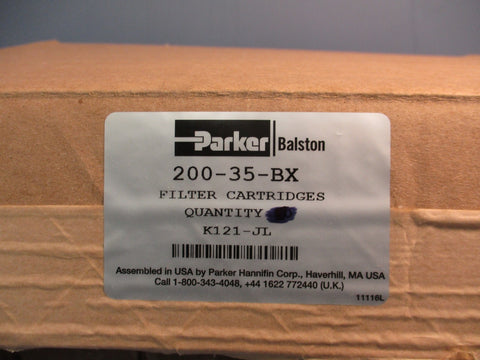 Parker Balston
200-35-BX
FILTER CARTRIDGES
QUANTITY
K121-JL
Assembled in USA by Parker Hannifin Corp., Haverhill, MA USA
Call 1-800-343-4048, +44 1622 772440 (U.K.)
11116L